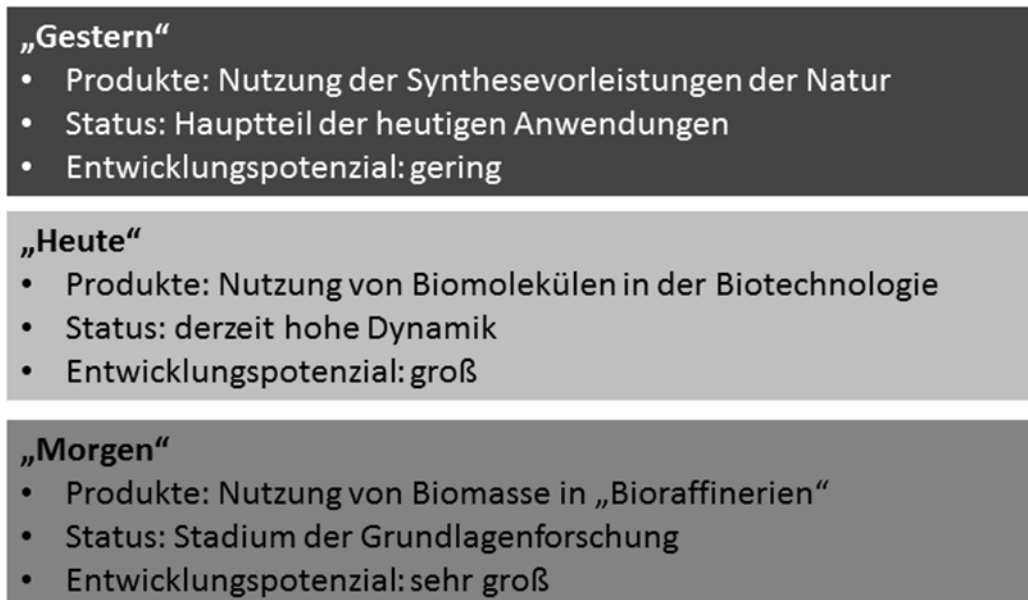 „Gestern“
• Produkte: Nutzung der Synthesevorleistungen der Natur
• Status: Hauptteil der heutigen Anwendungen
• Entwicklungspotenzial: gering
„Heute“
• Produkte: Nutzung von Biomolekülen in der Biotechnologie
• Status: derzeit hohe Dynamik
• Entwicklungspotenzial: groß
„Morgen“
• Produkte: Nutzung von Biomasse in „Bioraffinerien“
• Status: Stadium der Grundlagenforschung
• Entwicklungspotenzial: sehr groß